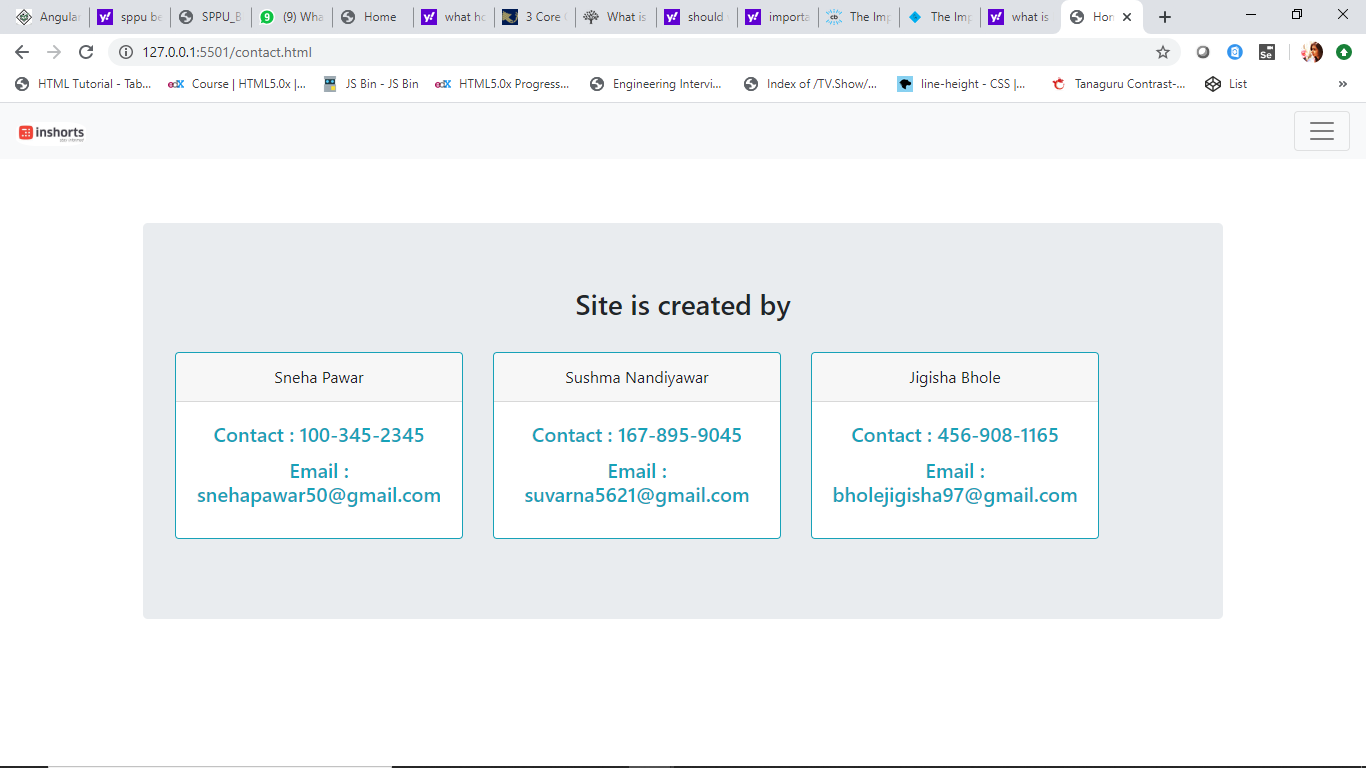 Angular
sppu be
SPPU_B
(9) Wha
Home
what ho
3 Core
What is
should
importa
The Imp
The Imp
what is
Hom
127.0.0.1:5501/contact.html
HTML Tutorial - Tab...
Course | HTML5.0x |...
JS Bin - JS Bin
HTML5.0x Progress...
Engineering Intervi...
Index of /TV.Show/...
line-height - CSS |...
Tanaguru Contrast-...
List
»
inshorts
Site is created by
Sneha Pawar
Contact : 100-345-2345
Email :
snehapawar50@gmail.com
Sushma Nandiyawar
Contact : 167-895-9045
Email :
suvarna5621@gmail.com
Jigisha Bhole
Contact : 456-908-1165
Email :
bholejigisha97@gmail.com